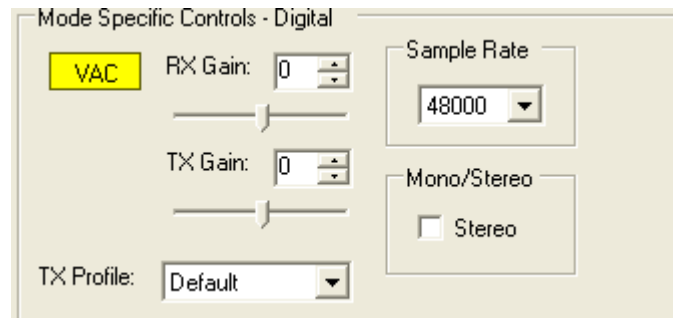 Mode Specific Controls - Digital
VAC
RX Gain: 0
Sample Rate
48000
TX Gain: 0
Mono/Stereo
Stereo
TX Profile: Default